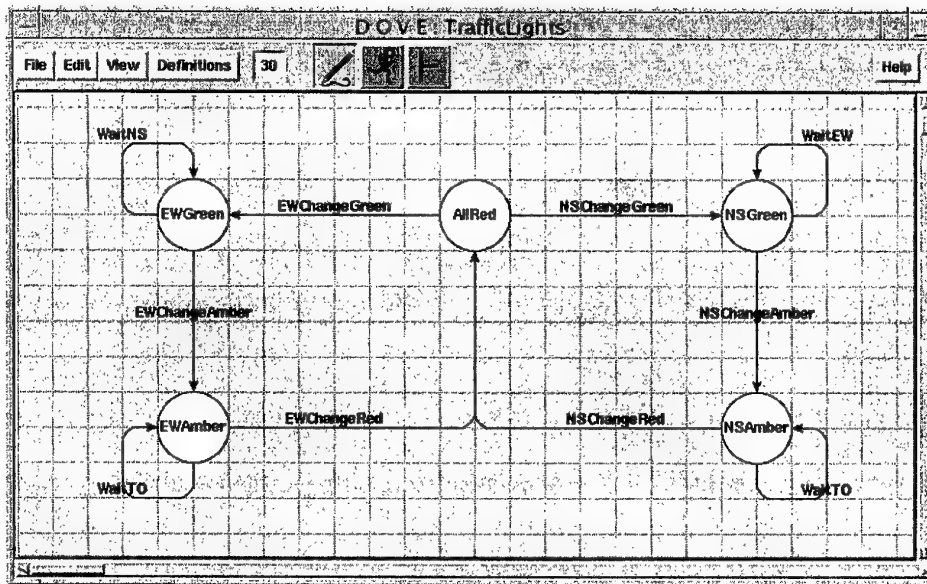 D O V E : TrafficLights
File Edit View Definitions 30 Help
WaitNS
WaitEW
EWChangeGreen
NSChangeGreen
EWGreen
AllRed
NSGreen
EWChangeAmber
NSChangeAmber
EWChangeRed
NSChangeRed
EWAmber
NSAmber
WaitTO
WaitTO